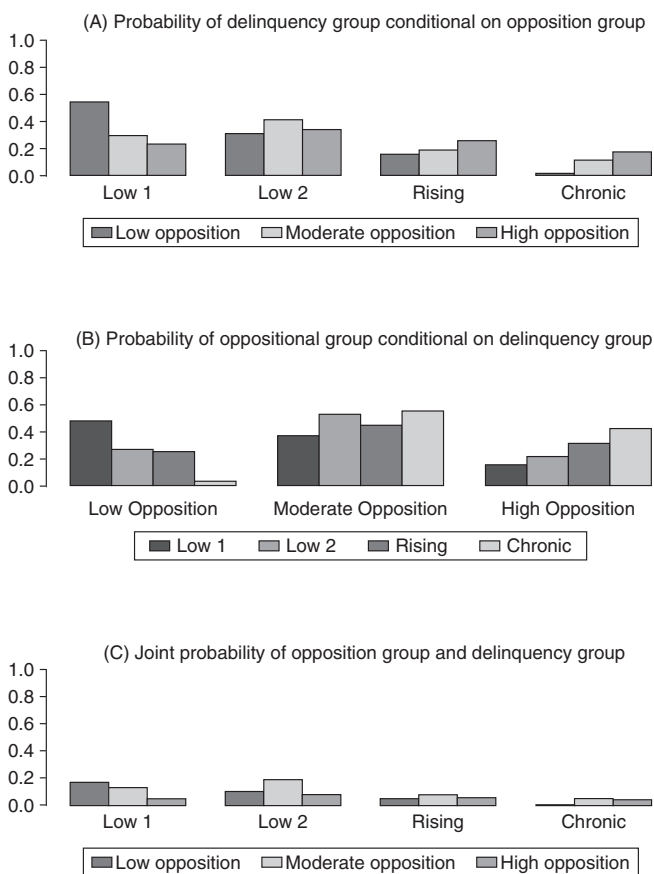 (A) Probability of delinquency group conditional on opposition group
1.0
0.8
0.6
0.4
0.2
0.0
Low 1 Low 2 Rising Chronic
Low opposition Moderate opposition High opposition
(B) Probability of oppositional group conditional on delinquency group
1.0
0.8
0.6
0.4
0.2
0.0
Low Opposition Moderate Opposition High Opposition
Low 1 Low 2 Rising Chronic
(C) Joint probability of opposition group and delinquency group
1.0
0.8
0.6
0.4
0.2
0.0
Low 1 Low 2 Rising Chronic
Low opposition Moderate opposition High opposition